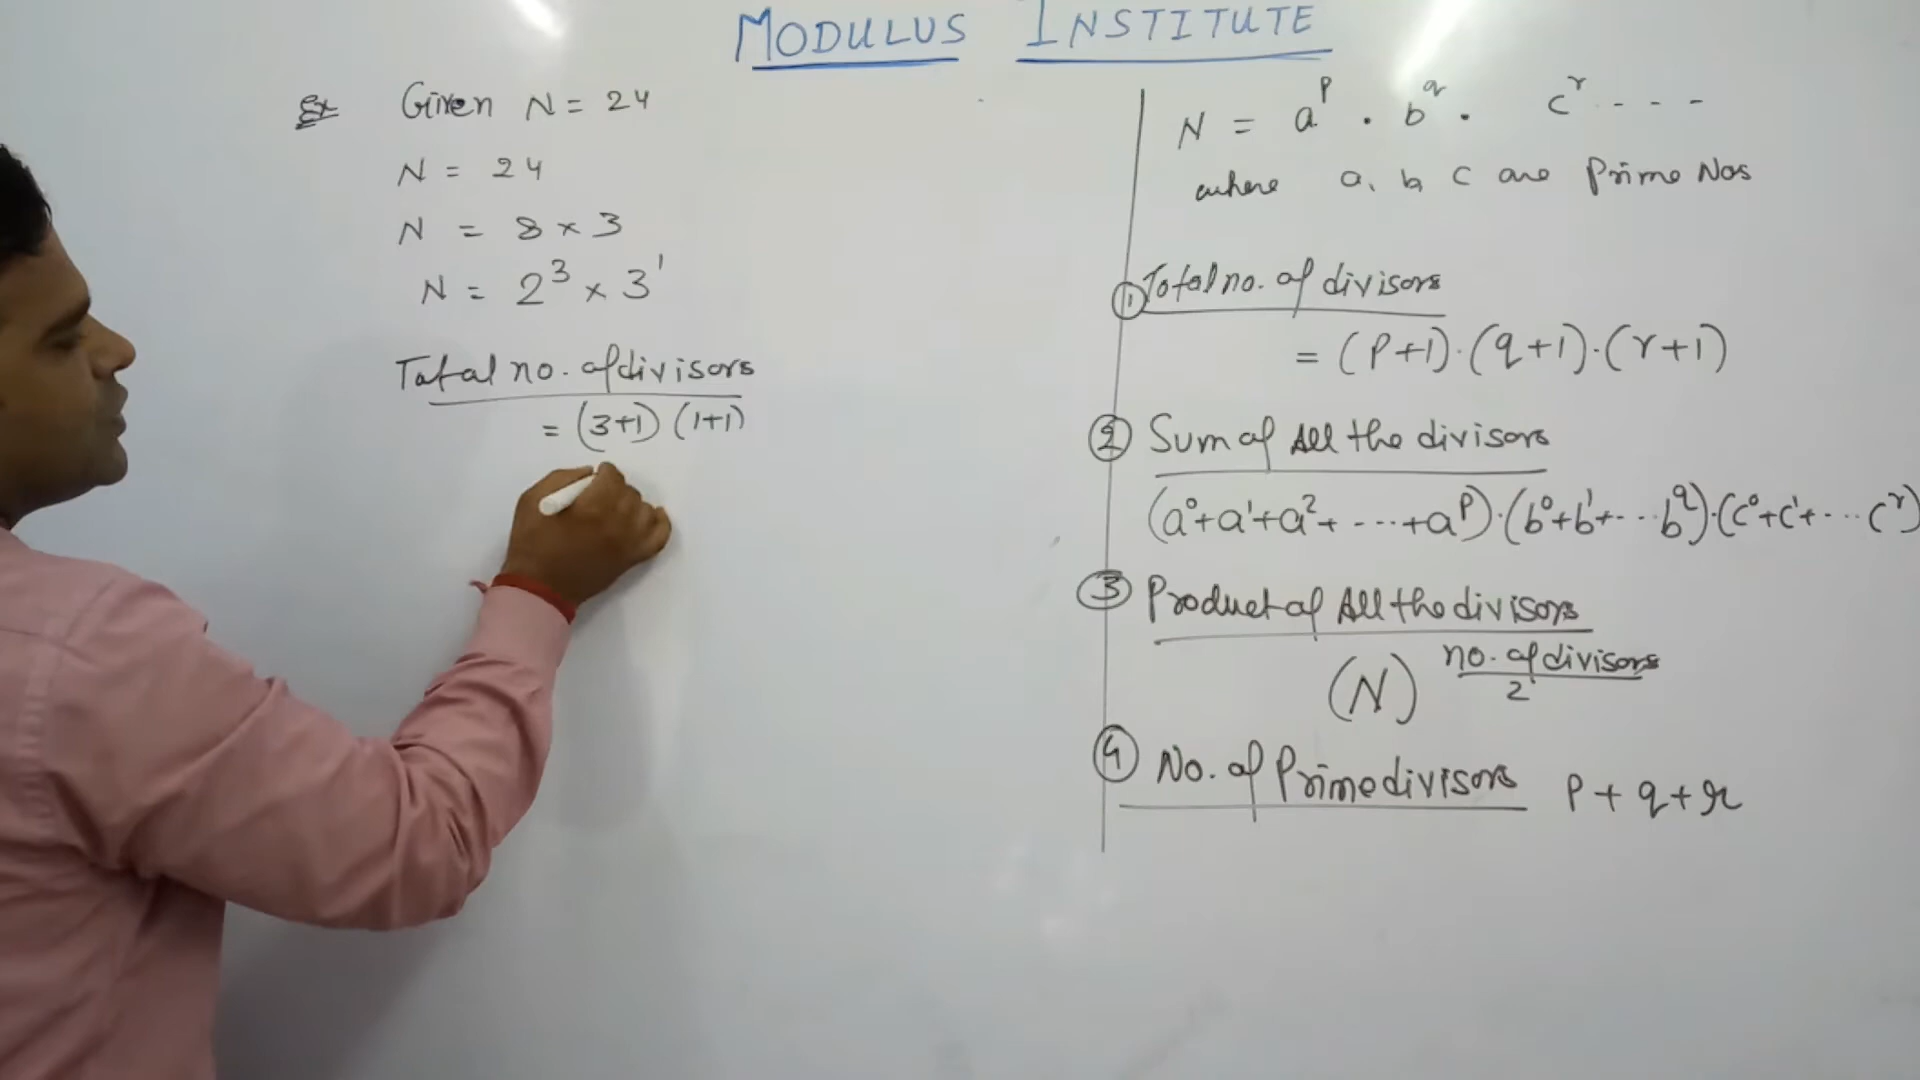 MODULUS INSTITUTE
Ex Given N = 24
N = 24
N = 8 × 3
N = 2³ × 3¹
Total no. of divisors
= (3+1) (1+1)
N = a^p . b^q . c^r - - - -
where a, b, c are Prime Nos
① Total no. of divisors
= (p+1).(q+1).(r+1)
② Sum of All the divisors
(a⁰+a¹+a²+ - - - +a^p).(b⁰+b¹+ - - - b^q).(c⁰+c¹+ - - - c^r)
③ Product of All the divisors
(N)^(no. of divisors/2)
④ No. of Prime divisors P + q + r